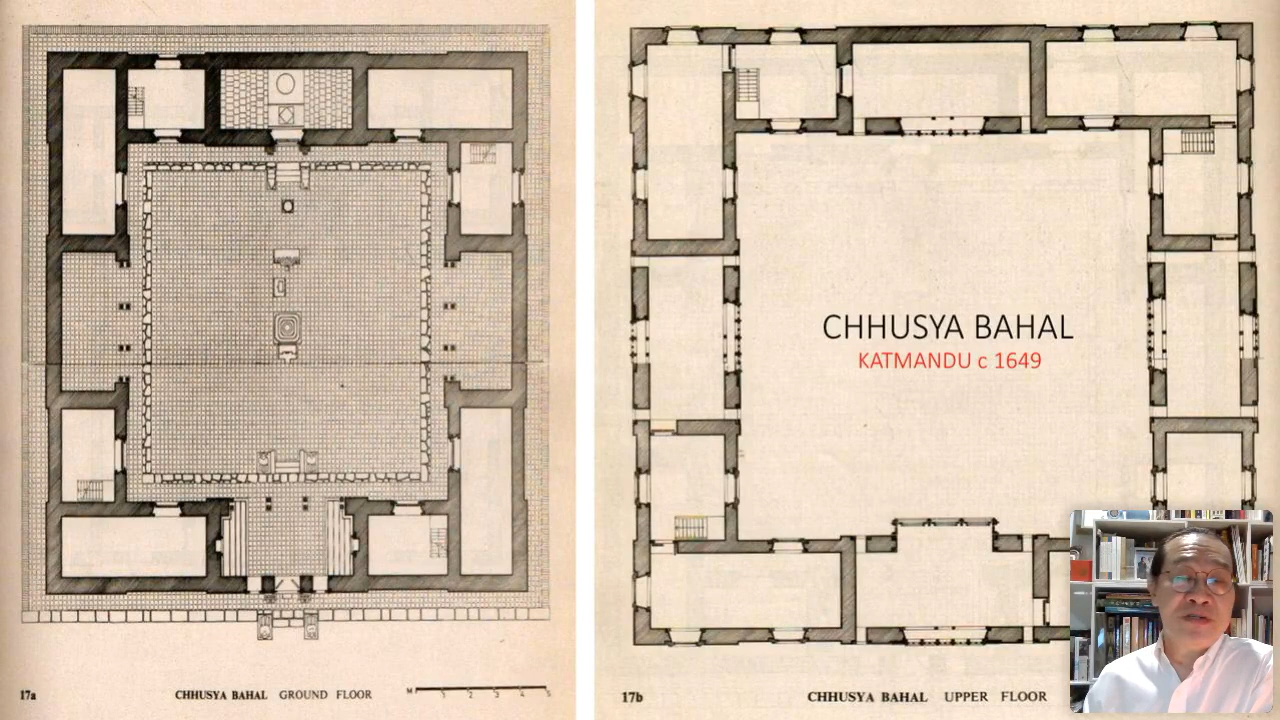 CHHUSYA BAHAL
KATMANDU c 1649
17a
CHHUSYA BAHAL GROUND FLOOR
M 1 2 3 4 5
17b
CHHUSYA BAHAL UPPER FLOOR